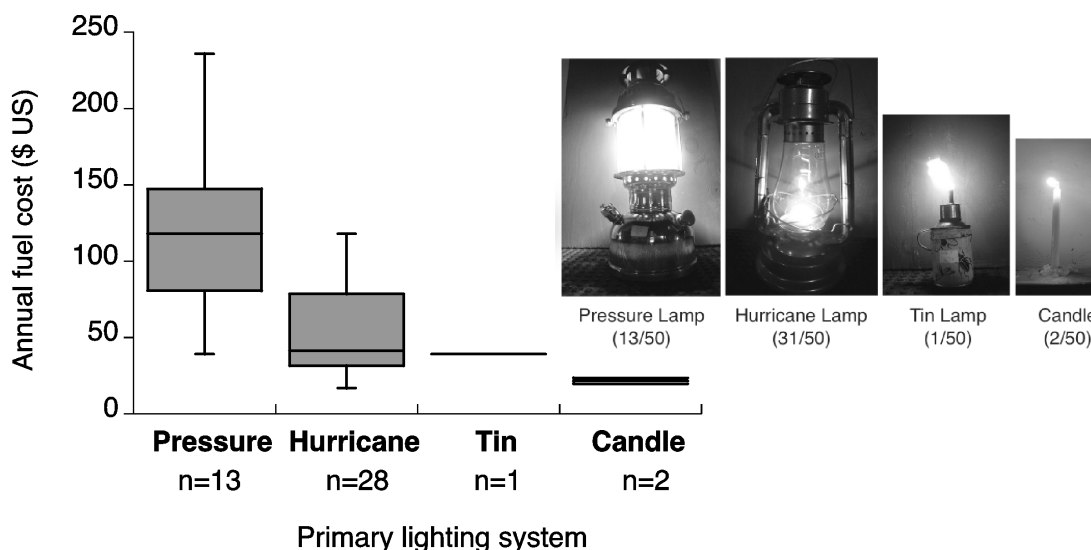 250
200
150
100
50
0
Annual fuel cost ($ US)
Pressure Hurricane Tin Candle
n=13 n=28 n=1 n=2
Primary lighting system
Pressure Lamp
(13/50)
Hurricane Lamp
(31/50)
Tin Lamp
(1/50)
Candle
(2/50)